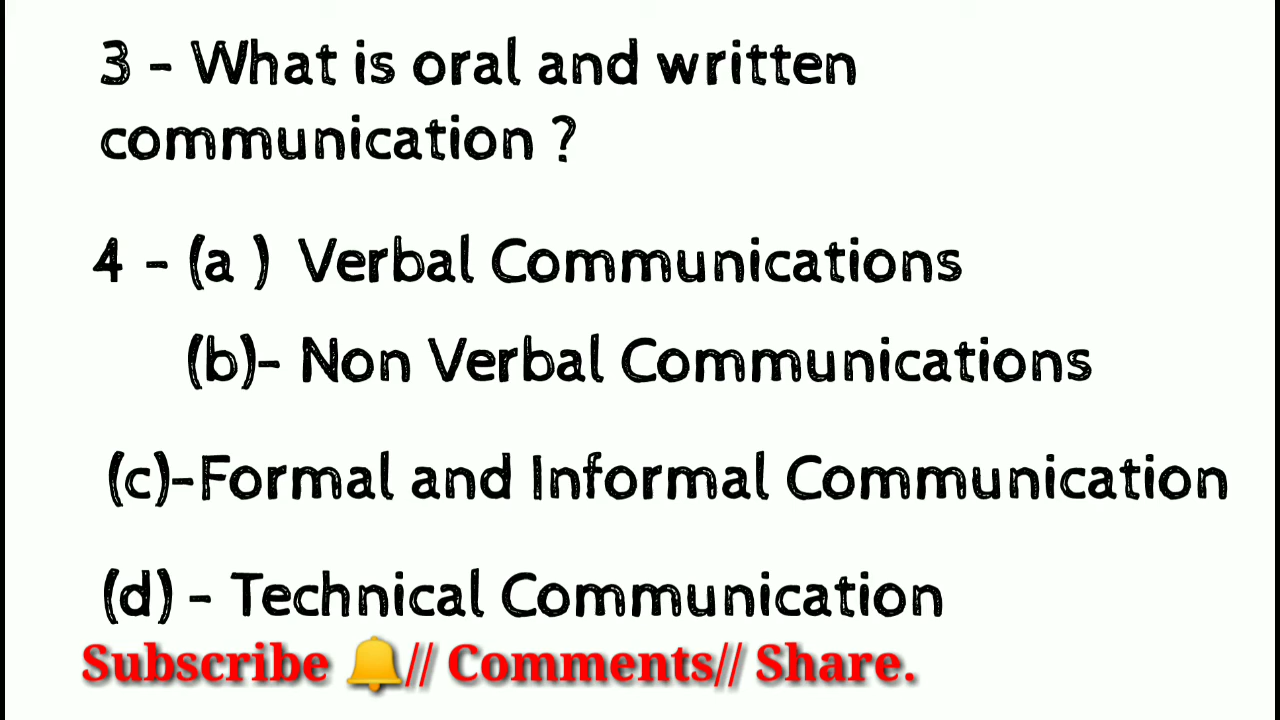 3 - What is oral and written
communication ?
4 - (a ) Verbal Communications
(b)- Non Verbal Communications
(c)-Formal and Informal Communication
(d) - Technical Communication
Subscribe 🔔// Comments// Share.